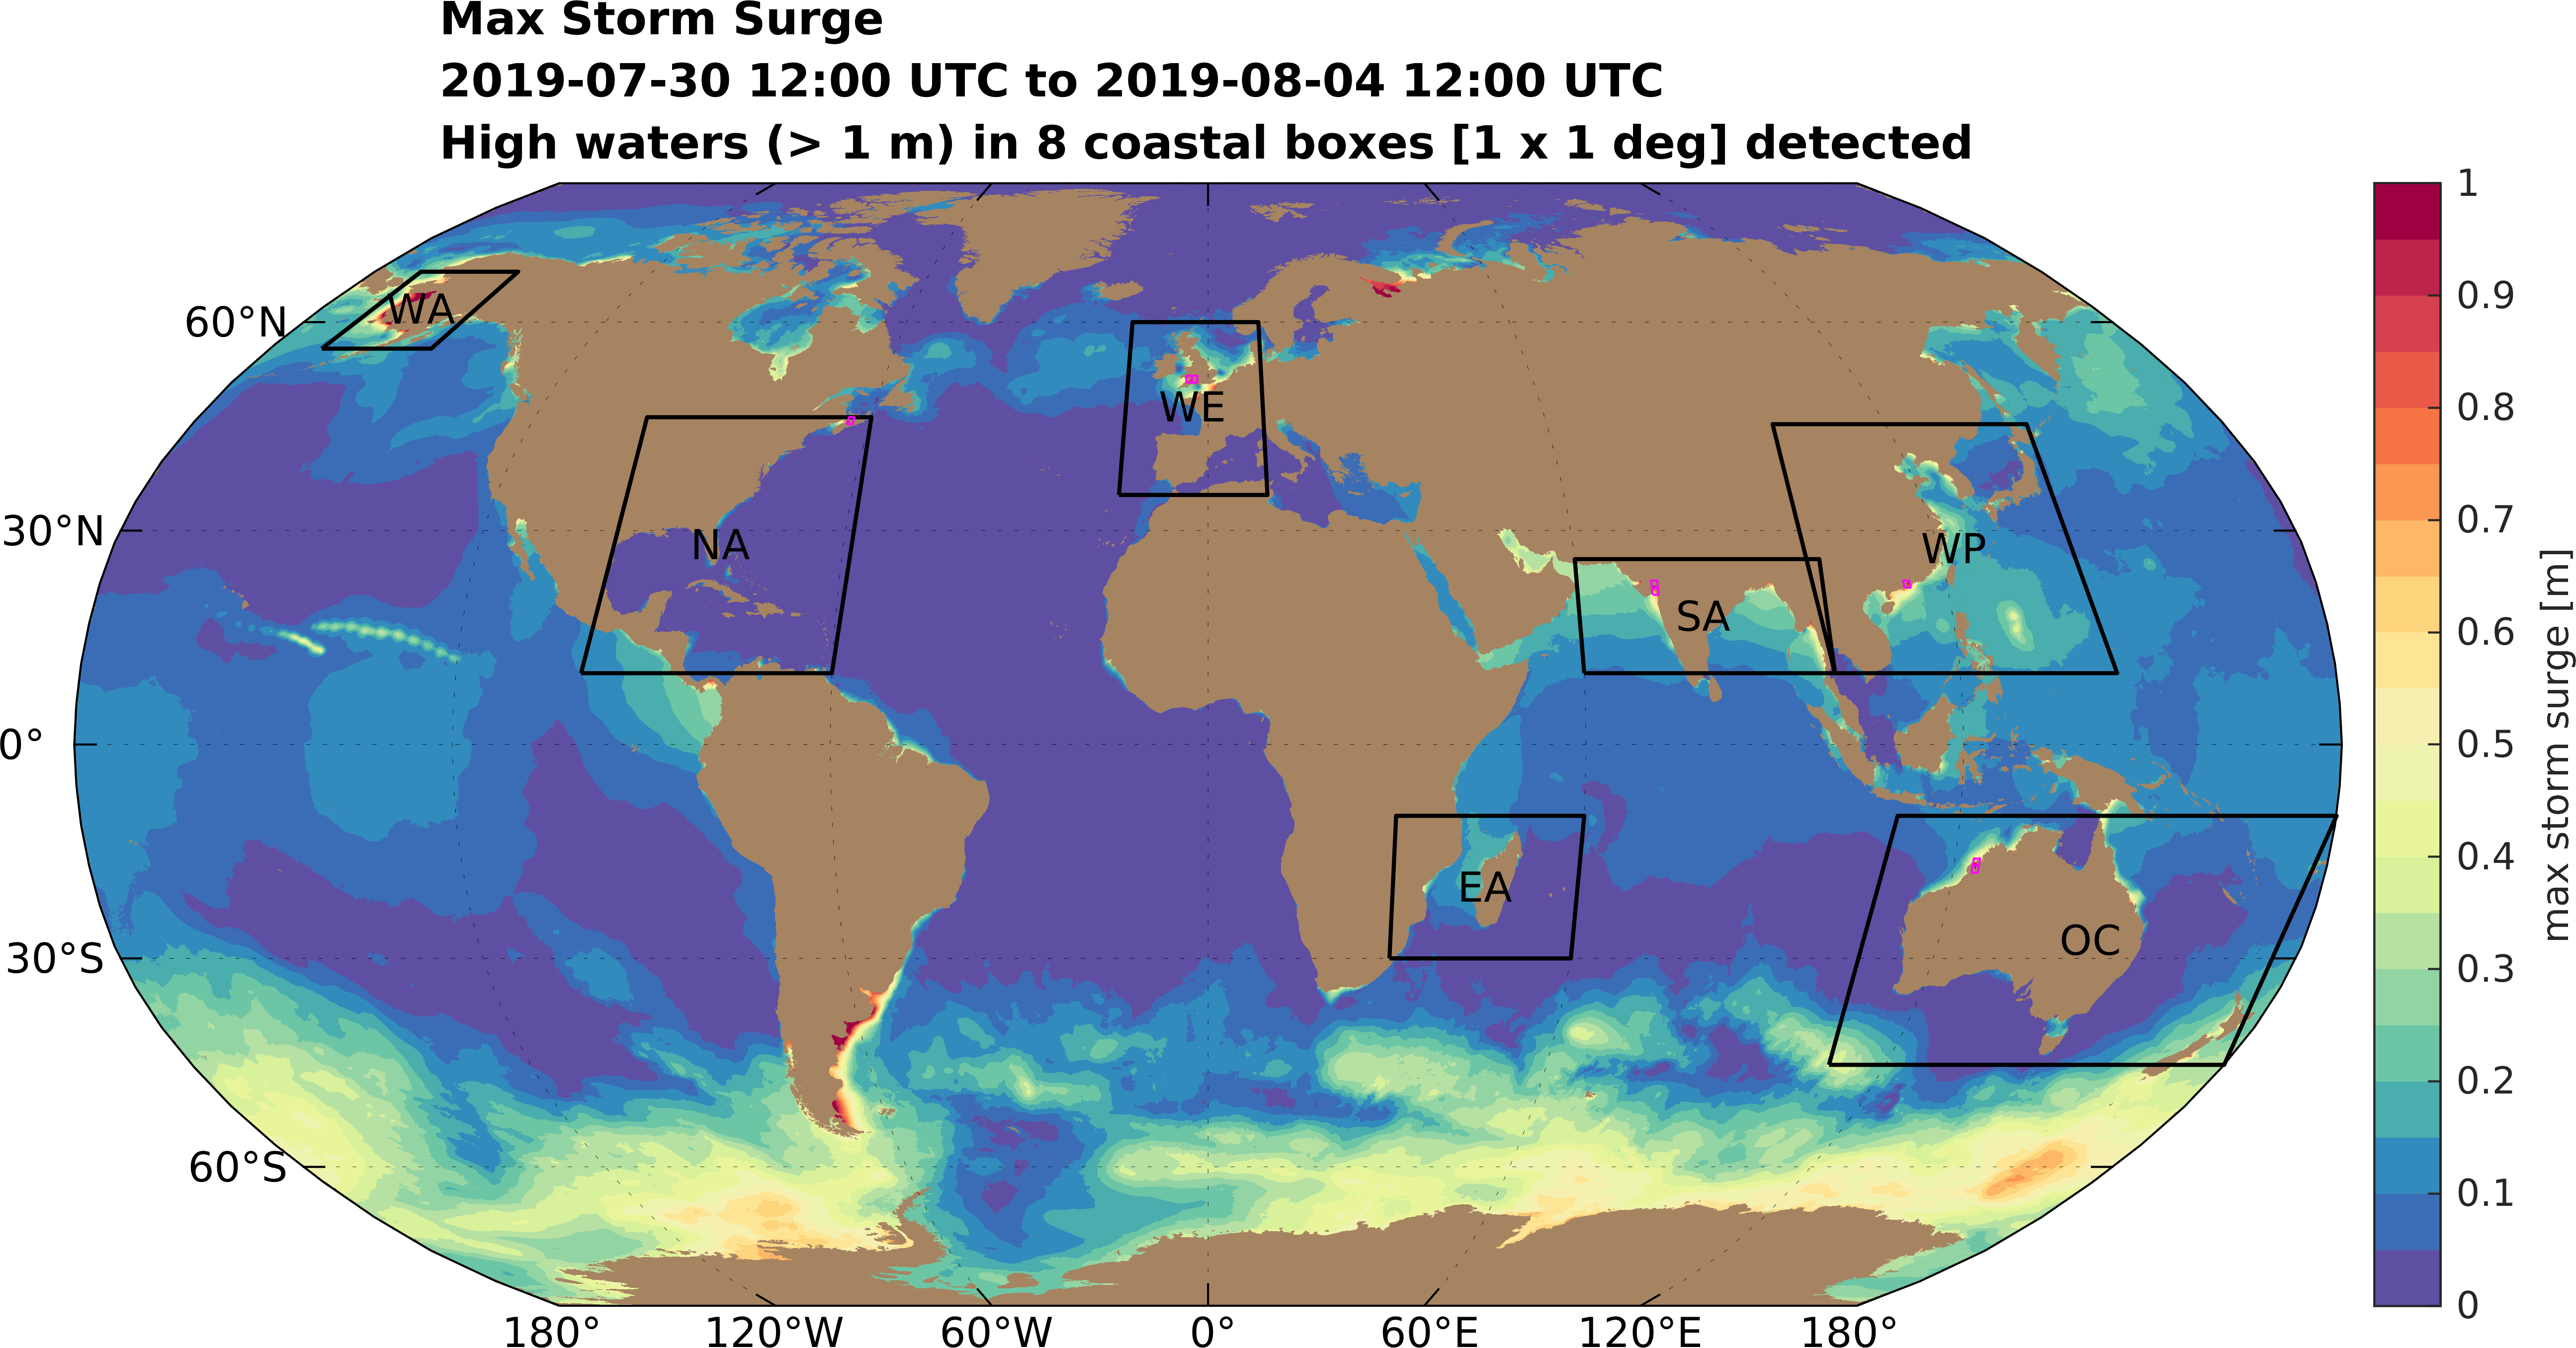 Max Storm Surge
2019-07-30 12:00 UTC to 2019-08-04 12:00 UTC
High waters (> 1 m) in 8 coastal boxes [1 x 1 deg] detected
60°N
30°N
0°
30°S
60°S
WA
NA
WE
SA
WP
EA
OC
180°
120°W
60°W
0°
60°E
120°E
180°
1
0.9
0.8
0.7
0.6
0.5
0.4
0.3
0.2
0.1
0
max storm surge [m]